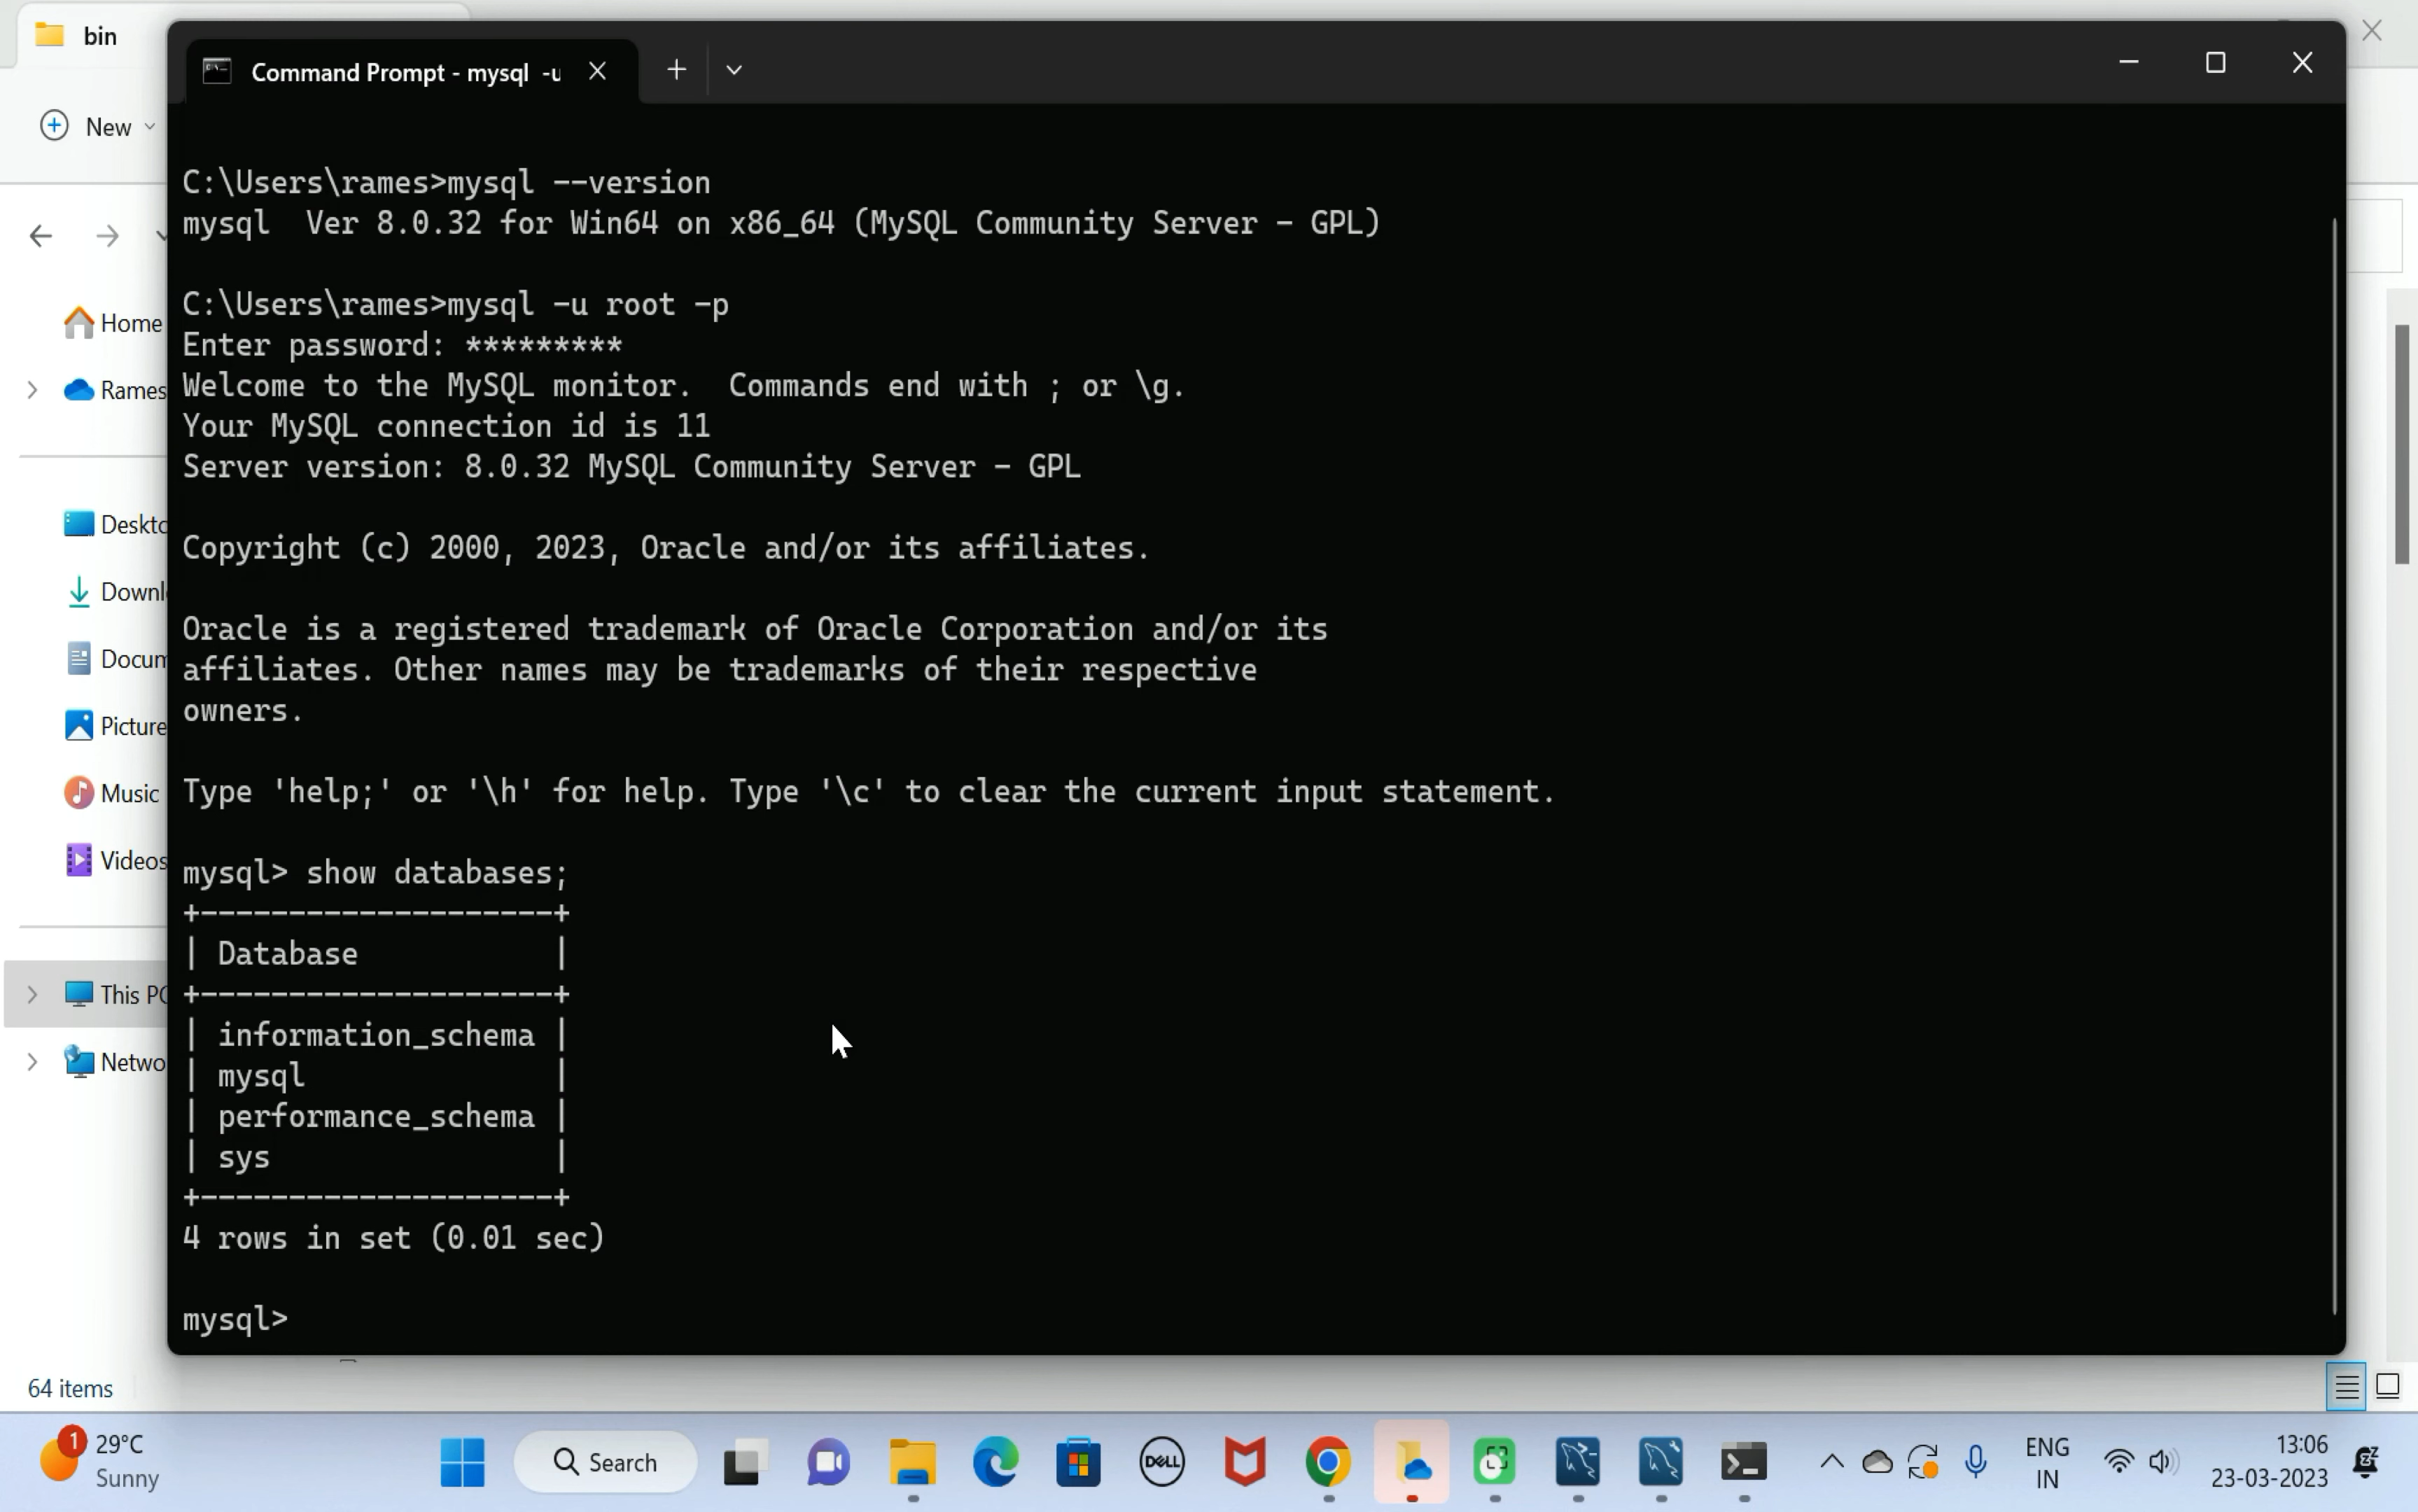 bin
Command Prompt - mysql -u
New
C:\Users\rames>mysql --version
mysql  Ver 8.0.32 for Win64 on x86_64 (MySQL Community Server - GPL)
C:\Users\rames>mysql -u root -p
Enter password: *********
Welcome to the MySQL monitor.  Commands end with ; or \g.
Your MySQL connection id is 11
Server version: 8.0.32 MySQL Community Server - GPL
Copyright (c) 2000, 2023, Oracle and/or its affiliates.
Oracle is a registered trademark of Oracle Corporation and/or its
affiliates. Other names may be trademarks of their respective
owners.
Type 'help;' or '\h' for help. Type '\c' to clear the current input statement.
mysql> show databases;
+--------------------+
| Database           |
+--------------------+
| information_schema |
| mysql              |
| performance_schema |
| sys                |
+--------------------+
4 rows in set (0.01 sec)
mysql>
Home
Rames
Deskto
Downl
Docum
Picture
Music
Videos
This PC
Netwo
64 items
1
29°C
Sunny
Search
DELL
ENG
IN
13:06
23-03-2023